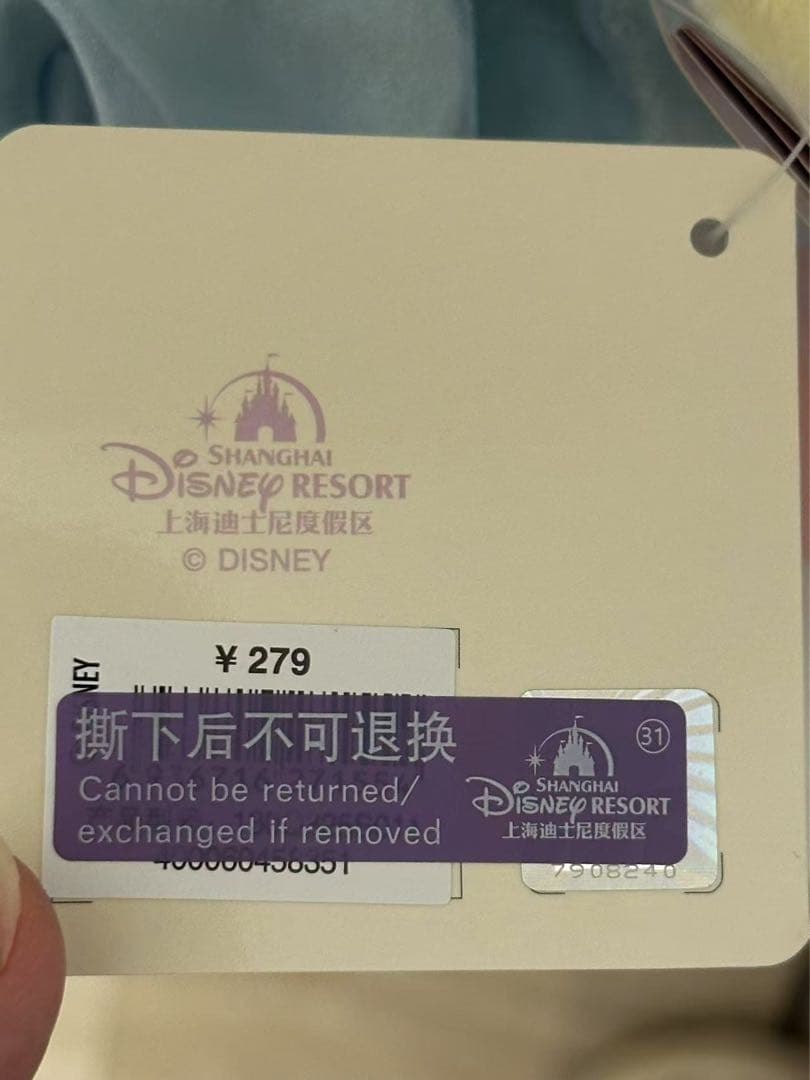 SHANGHAI
DISNEY RESORT
上海迪士尼度假区
© DISNEY
¥ 279
撕下后不可退换
Cannot be returned/
exchanged if removed
31
SHANGHAI
DISNEY RESORT
上海迪士尼度假区
400060456351
7908240